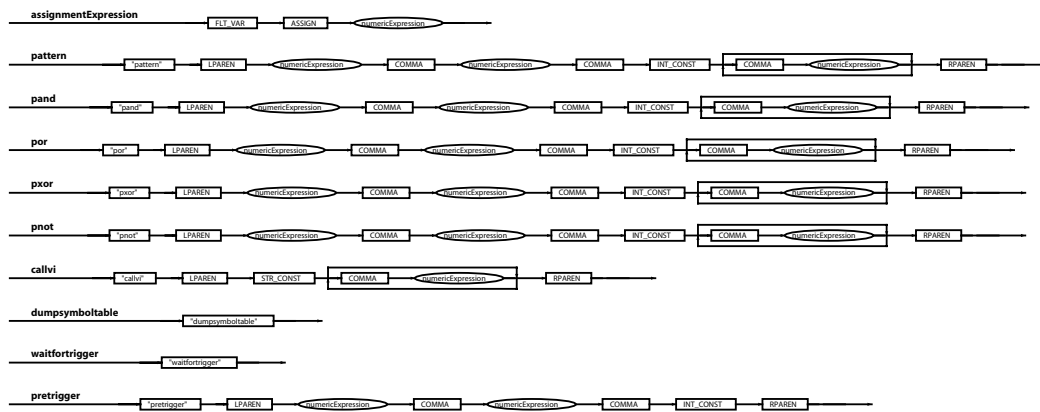 assignmentExpression
FLT_VAR ASSIGN numericExpression
pattern
"pattern" LPAREN numericExpression COMMA numericExpression COMMA INT_CONST COMMA numericExpression RPAREN
pand
"pand" LPAREN numericExpression COMMA numericExpression COMMA INT_CONST COMMA numericExpression RPAREN
por
"por" LPAREN numericExpression COMMA numericExpression COMMA INT_CONST COMMA numericExpression RPAREN
pxor
"pxor" LPAREN numericExpression COMMA numericExpression COMMA INT_CONST COMMA numericExpression RPAREN
pnot
"pnot" LPAREN numericExpression COMMA numericExpression COMMA INT_CONST COMMA numericExpression RPAREN
callvi
"callvi" LPAREN STR_CONST COMMA numericExpression RPAREN
dumpsymboltable
"dumpsymboltable"
waitfortrigger
"waitfortrigger"
pretrigger
"pretrigger" LPAREN numericExpression COMMA numericExpression COMMA INT_CONST RPAREN